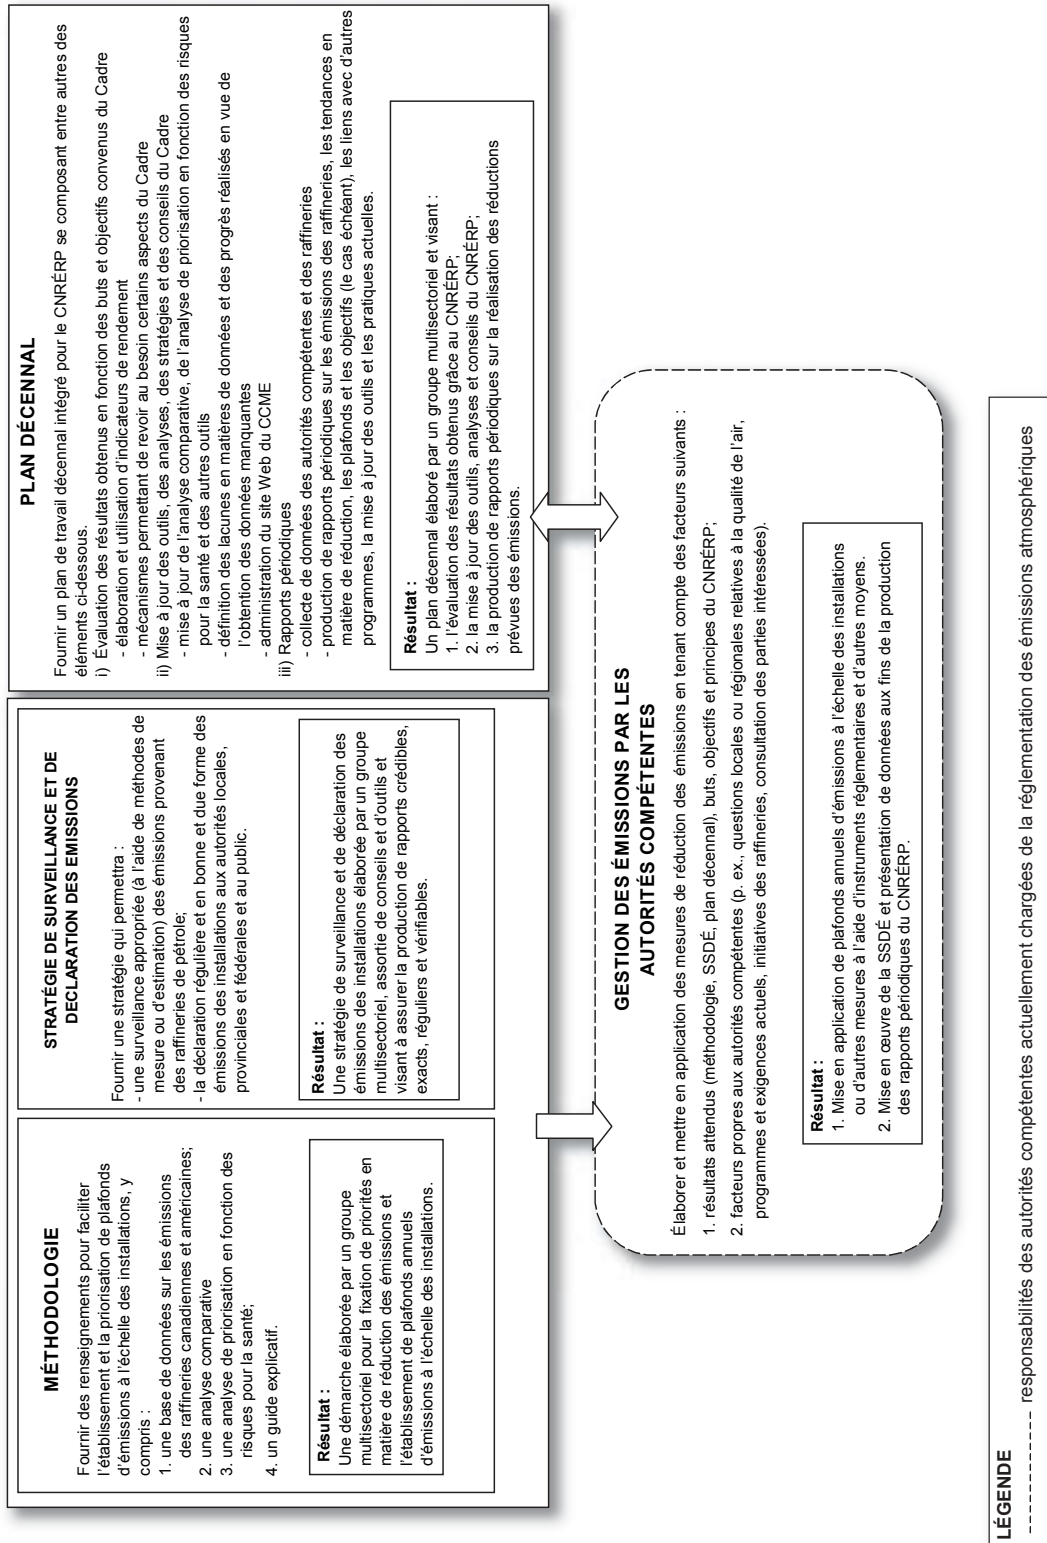 MÉTHODOLOGIE
Fournir des renseignements pour faciliter
l'établissement et la priorisation de plafonds
d'émissions à l'échelle des installations, y
compris :
1. une base de données sur les émissions
des raffineries canadiennes et américaines;
2. une analyse comparative
3. une analyse de priorisation en fonction des
risques pour la santé;
4. un guide explicatif.
Résultat :
Une démarche élaborée par un groupe
multisectoriel pour la fixation de priorités en
matière de réduction des émissions et
l'établissement de plafonds annuels
d'émissions à l'échelle des installations.
STRATÉGIE DE SURVEILLANCE ET DE
DECLARATION DES EMISSIONS
Fournir une stratégie qui permettra :
- une surveillance appropriée (à l'aide de méthodes de
mesure ou d'estimation) des émissions provenant
des raffineries de pétrole;
- la déclaration régulière et en bonne et due forme des
émissions des installations aux autorités locales,
provinciales et fédérales et au public.
Résultat :
Une stratégie de surveillance et de déclaration des
émissions des installations élaborée par un groupe
multisectoriel, assortie de conseils et d'outils et
visant à assurer la production de rapports crédibles,
exacts, réguliers et vérifiables.
PLAN DÉCENNAL
Fournir un plan de travail décennal intégré pour le CNRÉRP se composant entre autres des
éléments ci-dessous.
i) Évaluation des résultats obtenus en fonction des buts et objectifs convenus du Cadre
- élaboration et utilisation d'indicateurs de rendement
- mécanismes permettant de revoir au besoin certains aspects du Cadre
ii) Mise à jour des outils, des analyses, des stratégies et des conseils du Cadre
- mise à jour de l'analyse comparative, de l'analyse de priorisation en fonction des risques
pour la santé et des autres outils
- définition des lacunes en matières de données et des progrès réalisés en vue de
l'obtention des données manquantes
- administration du site Web du CCME
iii) Rapports périodiques
- collecte de données des autorités compétentes et des raffineries
- production de rapports périodiques sur les émissions des raffineries, les tendances en
matière de réduction, les plafonds et les objectifs (le cas échéant), les liens avec d'autres
programmes, la mise à jour des outils et les pratiques actuelles.
Résultat :
Un plan décennal élaboré par un groupe multisectoriel et visant :
1. l'évaluation des résultats obtenus grâce au CNRÉRP;
2. la mise à jour des outils, analyses et conseils du CNRÉRP;
3. la production de rapports périodiques sur la réalisation des réductions
prévues des émissions.
GESTION DES ÉMISSIONS PAR LES
AUTORITÉS COMPÉTENTES
Élaborer et mettre en application des mesures de réduction des émissions en tenant compte des facteurs suivants :
1. résultats attendus (méthodologie, SSDÉ, plan décennal), buts, objectifs et principes du CNRÉRP;
2. facteurs propres aux autorités compétentes (p. ex., questions locales ou régionales relatives à la qualité de l'air,
programmes et exigences actuels, initiatives des raffineries, consultation des parties intéressées).
Résultat :
1. Mise en application de plafonds annuels d'émissions à l'échelle des installations
ou d'autres mesures à l'aide d'instruments réglementaires et d'autres moyens.
2. Mise en œuvre de la SSDÉ et présentation de données aux fins de la production
des rapports périodiques du CNRÉRP.
LÉGENDE
------------ responsabilités des autorités compétentes actuellement chargées de la réglementation des émissions atmosphériques